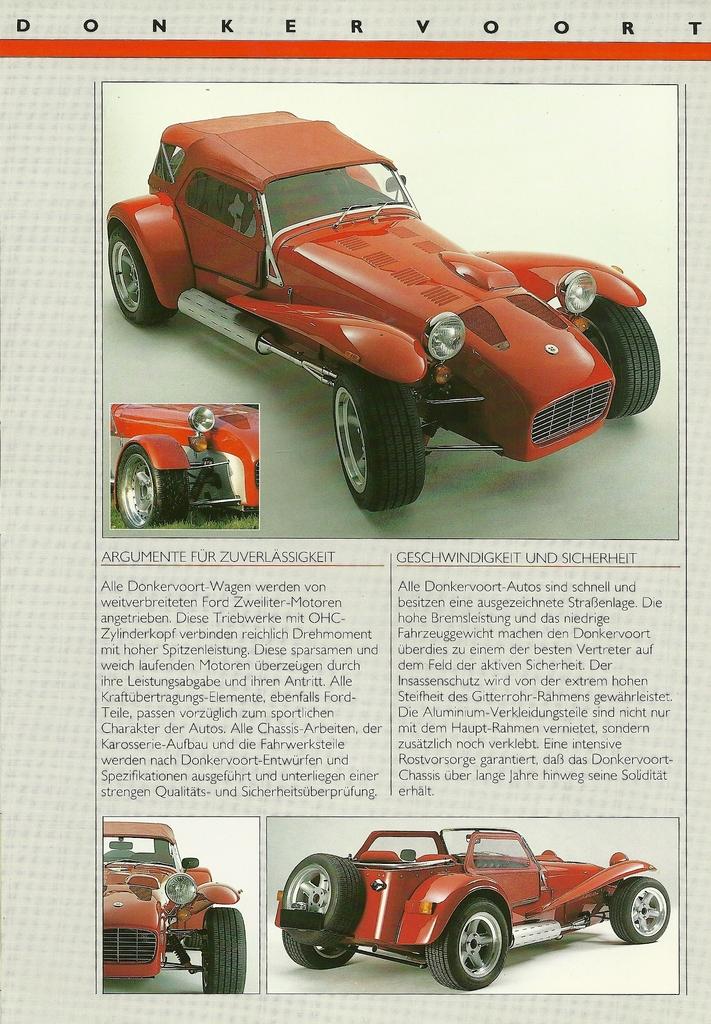 DONKERVOORT
ARGUMENTE FÜR ZUVERLÄSSIGKEIT
Alle Donkervoort-Wagen werden von
weitverbreiteten Ford Zweiliter-Motoren
angetrieben. Diese Triebwerke mit OHC-
Zylinderkopf verbinden reichlich Drehmoment
mit hoher Spitzenleistung. Diese sparsamen und
weich laufenden Motoren überzeugen durch
ihre Leistungsabgabe und ihren Antritt. Alle
Kraftübertragungs-Elemente, ebenfalls Ford-
Teile, passen vorzüglich zum sportlichen
Charakter der Autos. Alle Chassis-Arbeiten, der
Karosserie-Aufbau und die Fahrwerksteile
werden nach Donkervoort-Entwürfen und
Spezifikationen ausgeführt und unterliegen einer
strengen Qualitäts- und Sicherheitsüberprüfung.
GESCHWINDIGKEIT UND SICHERHEIT
Alle Donkervoort-Autos sind schnell und
besitzen eine ausgezeichnete Straßenlage. Die
hohe Bremsleistung und das niedrige
Fahrzeuggewicht machen den Donkervoort
überdies zu einem der besten Vertreter auf
dem Feld der aktiven Sicherheit. Der
Insassenschutz wird von der extrem hohen
Steifheit des Gitterrohr-Rahmens gewährleistet.
Die Aluminium-Verkleidungsteile sind nicht nur
mit dem Haupt-Rahmen vernietet, sondern
zusätzlich noch verklebt. Eine intensive
Rostvorsorge garantiert, daß das Donkervoort-
Chassis über lange Jahre hinweg seine Solidität
erhält.